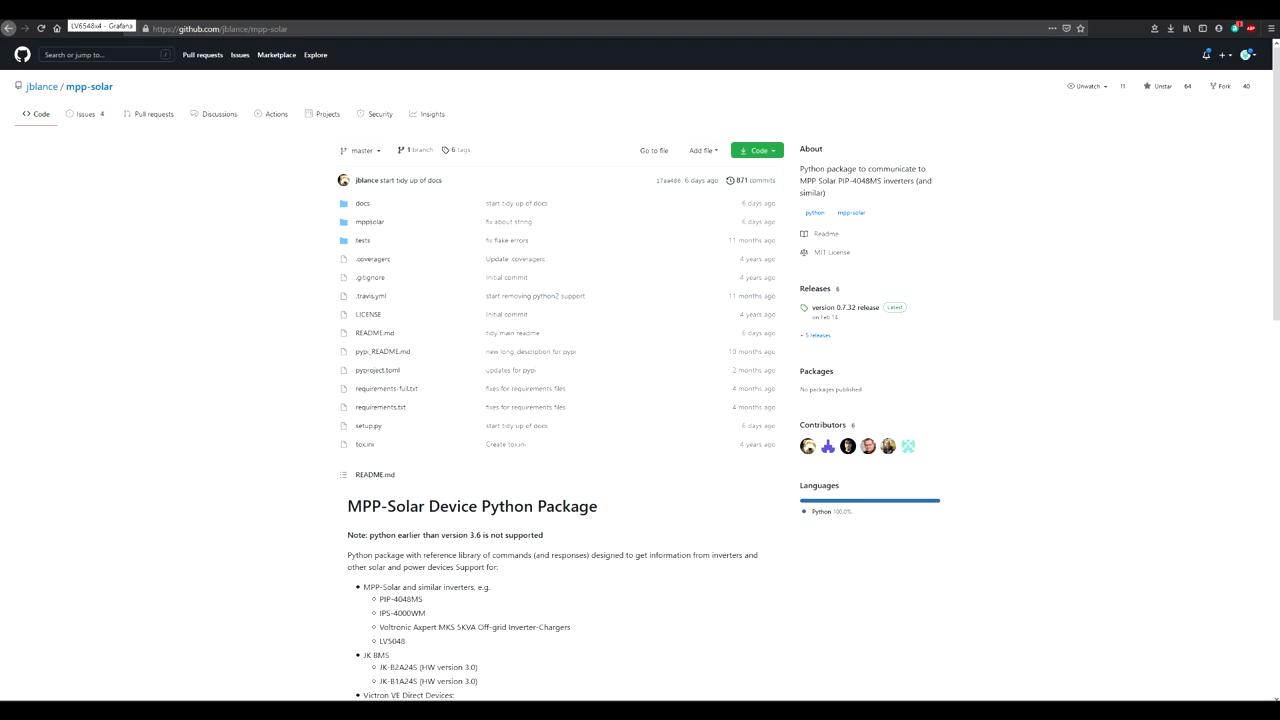 LV6548x4 - Grafana
https://github.com/jblance/mpp-solar
Search or jump to... /
Pull requests Issues Marketplace Explore
jblance / mpp-solar
Unwatch 11 Unstar 64 Fork 40
Code Issues 4 Pull requests Discussions Actions Projects Security Insights
master 1 branch 6 tags Go to file Add file Code
jblance start tidy up of docs 17aa486 6 days ago 871 commits
docs start tidy up of docs 6 days ago
mppsolar fix about string 6 days ago
tests fix flake errors 11 months ago
.coveragerc Update .coveragerc 4 years ago
.gitignore Initial commit 4 years ago
.travis.yml start removing python2 support 11 months ago
LICENSE Initial commit 4 years ago
README.md tidy main readme 6 days ago
pypi_README.md new long_description for pypi 10 months ago
pyproject.toml updates for pypi 2 months ago
requirements-full.txt fixes for requirements files 4 months ago
requirements.txt fixes for requirements files 4 months ago
setup.py start tidy up of docs 6 days ago
tox.ini Create tox.ini 4 years ago
README.md
MPP-Solar Device Python Package
Note: python earlier than version 3.6 is not supported
Python package with reference library of commands (and responses) designed to get information from inverters and
other solar and power devices Support for:
MPP-Solar and similar inverters, e.g.
PIP-4048MS
IPS-4000WM
Voltronic Axpert MKS 5KVA Off-grid Inverter-Chargers
LV5048
JK BMS
JK-B2A24S (HW version 3.0)
JK-B1A24S (HW version 3.0)
Victron VE Direct Devices:
About
Python package to communicate to
MPP Solar PIP-4048MS inverters (and
similar)
python mpp-solar
Readme
MIT License
Releases 6
version 0.7.32 release Latest
on Feb 14
+ 5 releases
Packages
No packages published
Contributors 6
Languages
Python 100.0%